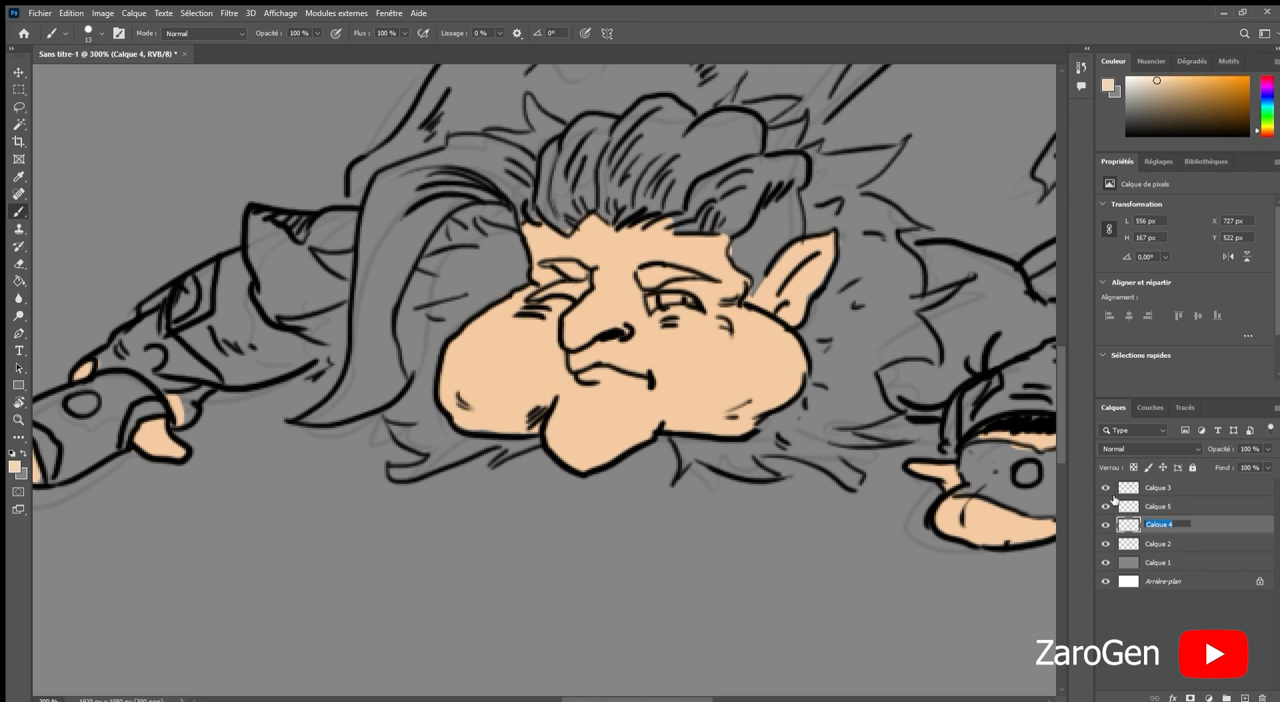 Ps Fichier Edition Image Calque Texte Sélection Filtre 3D Affichage Modules externes Fenêtre Aide
13 Mode : Normal Opacité : 100 % Flux : 100 % Lissage : 0 % 0°
Sans titre-1 @ 300% (Calque 4, RVB/8) * ×
Couleur Nuancier Dégradés Motifs
Propriétés Réglages Bibliothèques
Calque de pixels
Transformation
L 556 px X 727 px
H 167 px Y 522 px
0,00°
Aligner et répartir
Alignement :
Sélections rapides
Calques Couches Tracés
Type
Normal Opacité : 100 %
Verrou : Fond : 100 %
Calque 3
Calque 5
Calque 4
Calque 2
Calque 1
Arrière-plan
ZaroGen